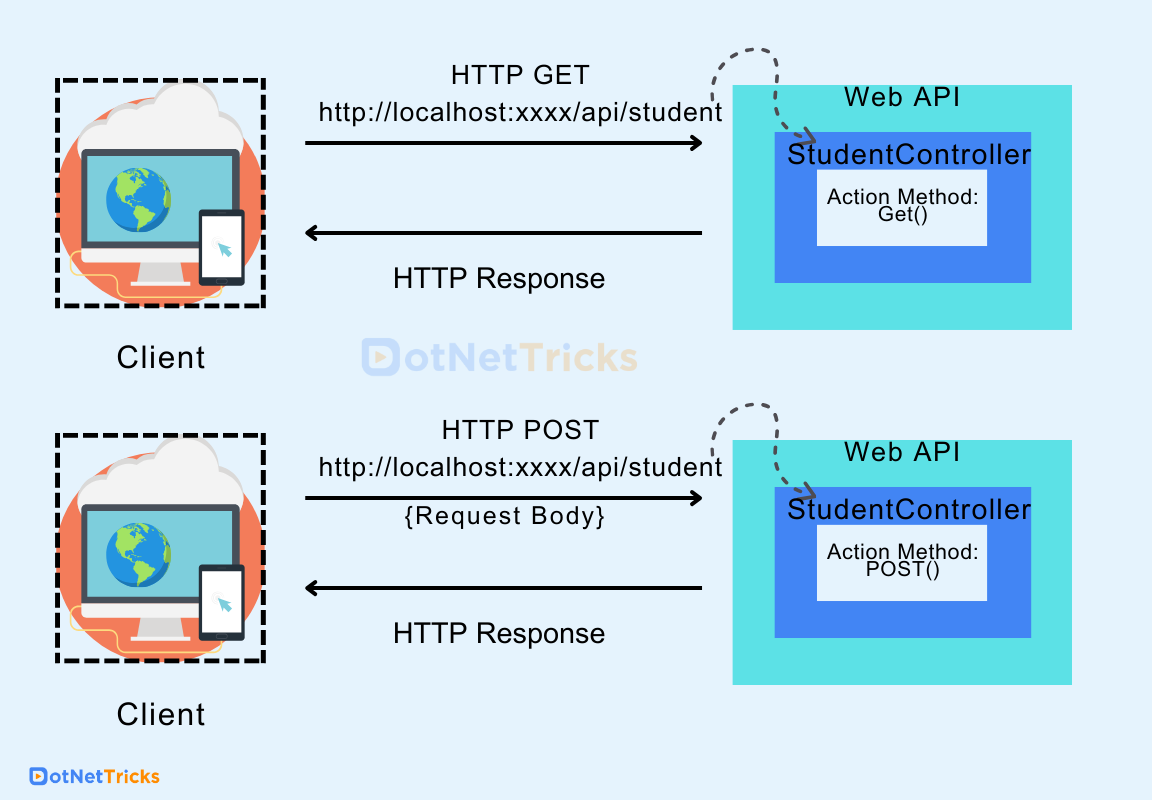 HTTP GET
http://localhost:xxxx/api/student
Web API
StudentController
Action Method:
Get()
HTTP Response
Client
DotNetTricks
HTTP POST
http://localhost:xxxx/api/student
{Request Body}
Web API
StudentController
Action Method:
POST()
HTTP Response
Client
DotNetTricks